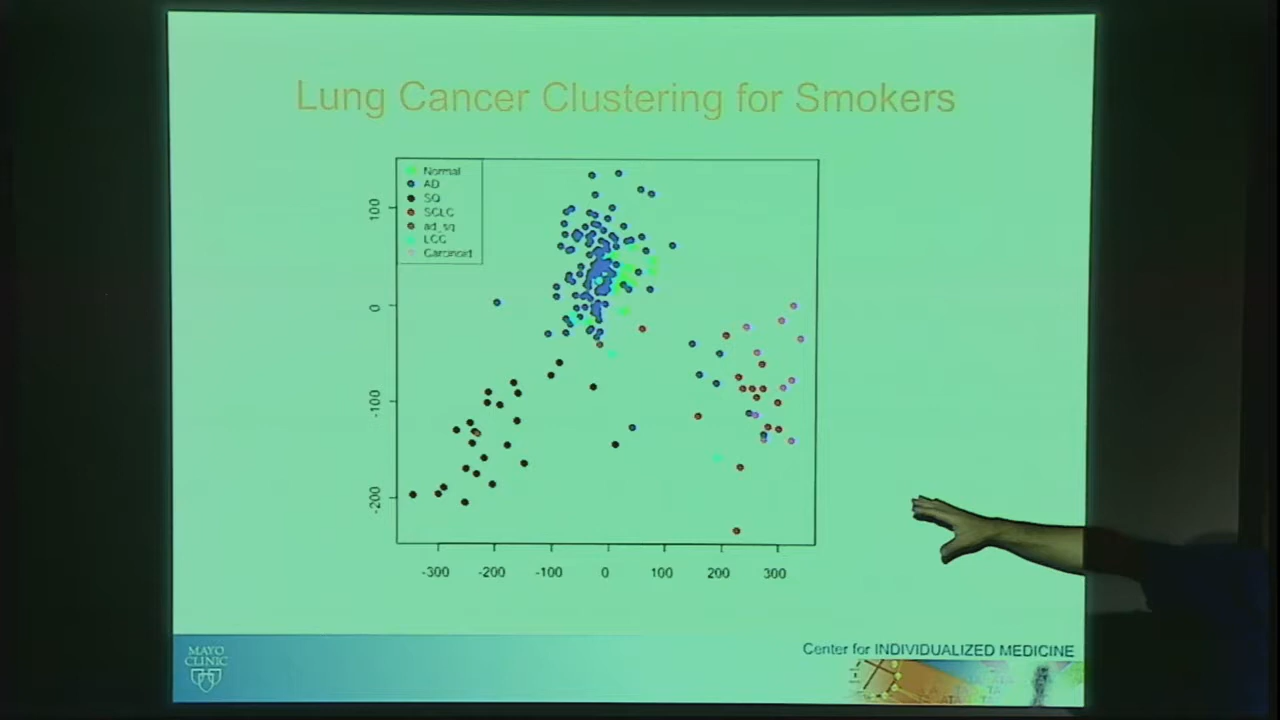 Lung Cancer Clustering for Smokers
Normal
AD
SQ
SCLC
ad_sq
LCC
Carcinoid
100
0
-100
-200
-300 -200 -100 0 100 200 300
MAYO
CLINIC
Center for INDIVIDUALIZED MEDICINE